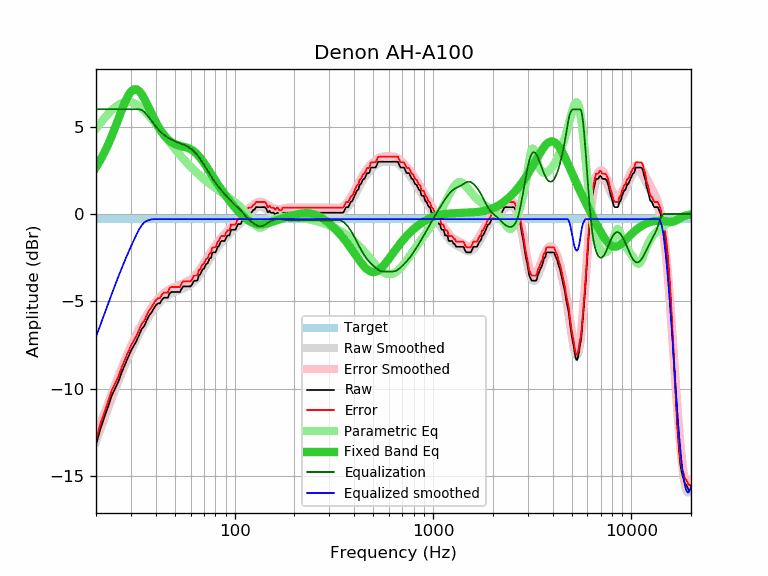 Denon AH-A100
Amplitude (dBr)
5
0
−5
−10
−15
Target
Raw Smoothed
Error Smoothed
Raw
Error
Parametric Eq
Fixed Band Eq
Equalization
Equalized smoothed
100
1000
10000
Frequency (Hz)